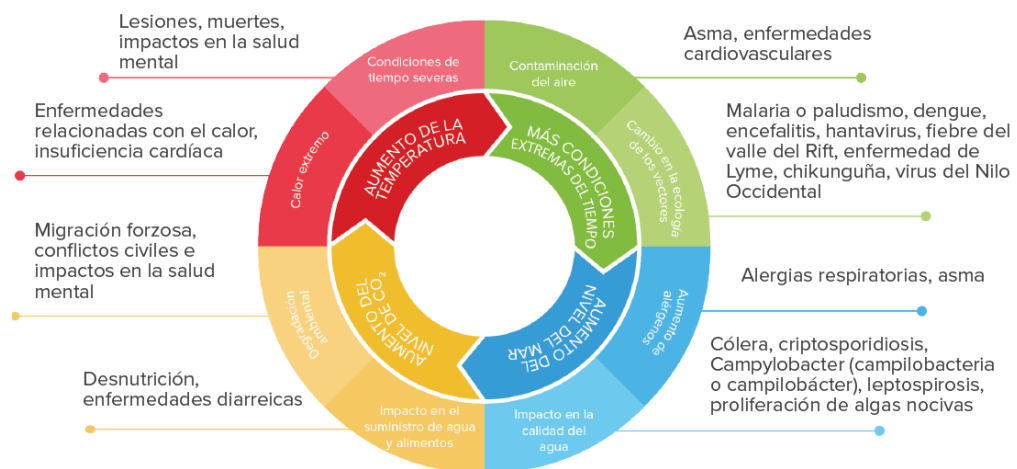 Lesiones, muertes,
impactos en la salud
mental
Enfermedades
relacionadas con el calor,
insuficiencia cardíaca
Migración forzosa,
conflictos civiles e
impactos en la salud
mental
Desnutrición,
enfermedades diarreicas
Condiciones de
tiempo severas
Contaminación
del aire
Calor extremo
Cambio en la ecología
de los vectores
Degradación
ambiental
Aumento de
alérgenos
Impacto en el
suministro de agua
y alimentos
Impacto en la
calidad del
agua
AUMENTO DE LA
TEMPERATURA
MÁS CONDICIONES
EXTREMAS DEL TIEMPO
AUMENTO DEL
NIVEL DE CO₂
AUMENTO DEL
NIVEL DEL MAR
Asma, enfermedades
cardiovasculares
Malaria o paludismo, dengue,
encefalitis, hantavirus, fiebre del
valle del Rift, enfermedad de
Lyme, chikunguña, virus del Nilo
Occidental
Alergias respiratorias, asma
Cólera, criptosporidiosis,
Campylobacter (campilobacteria
o campilobácter), leptospirosis,
proliferación de algas nocivas